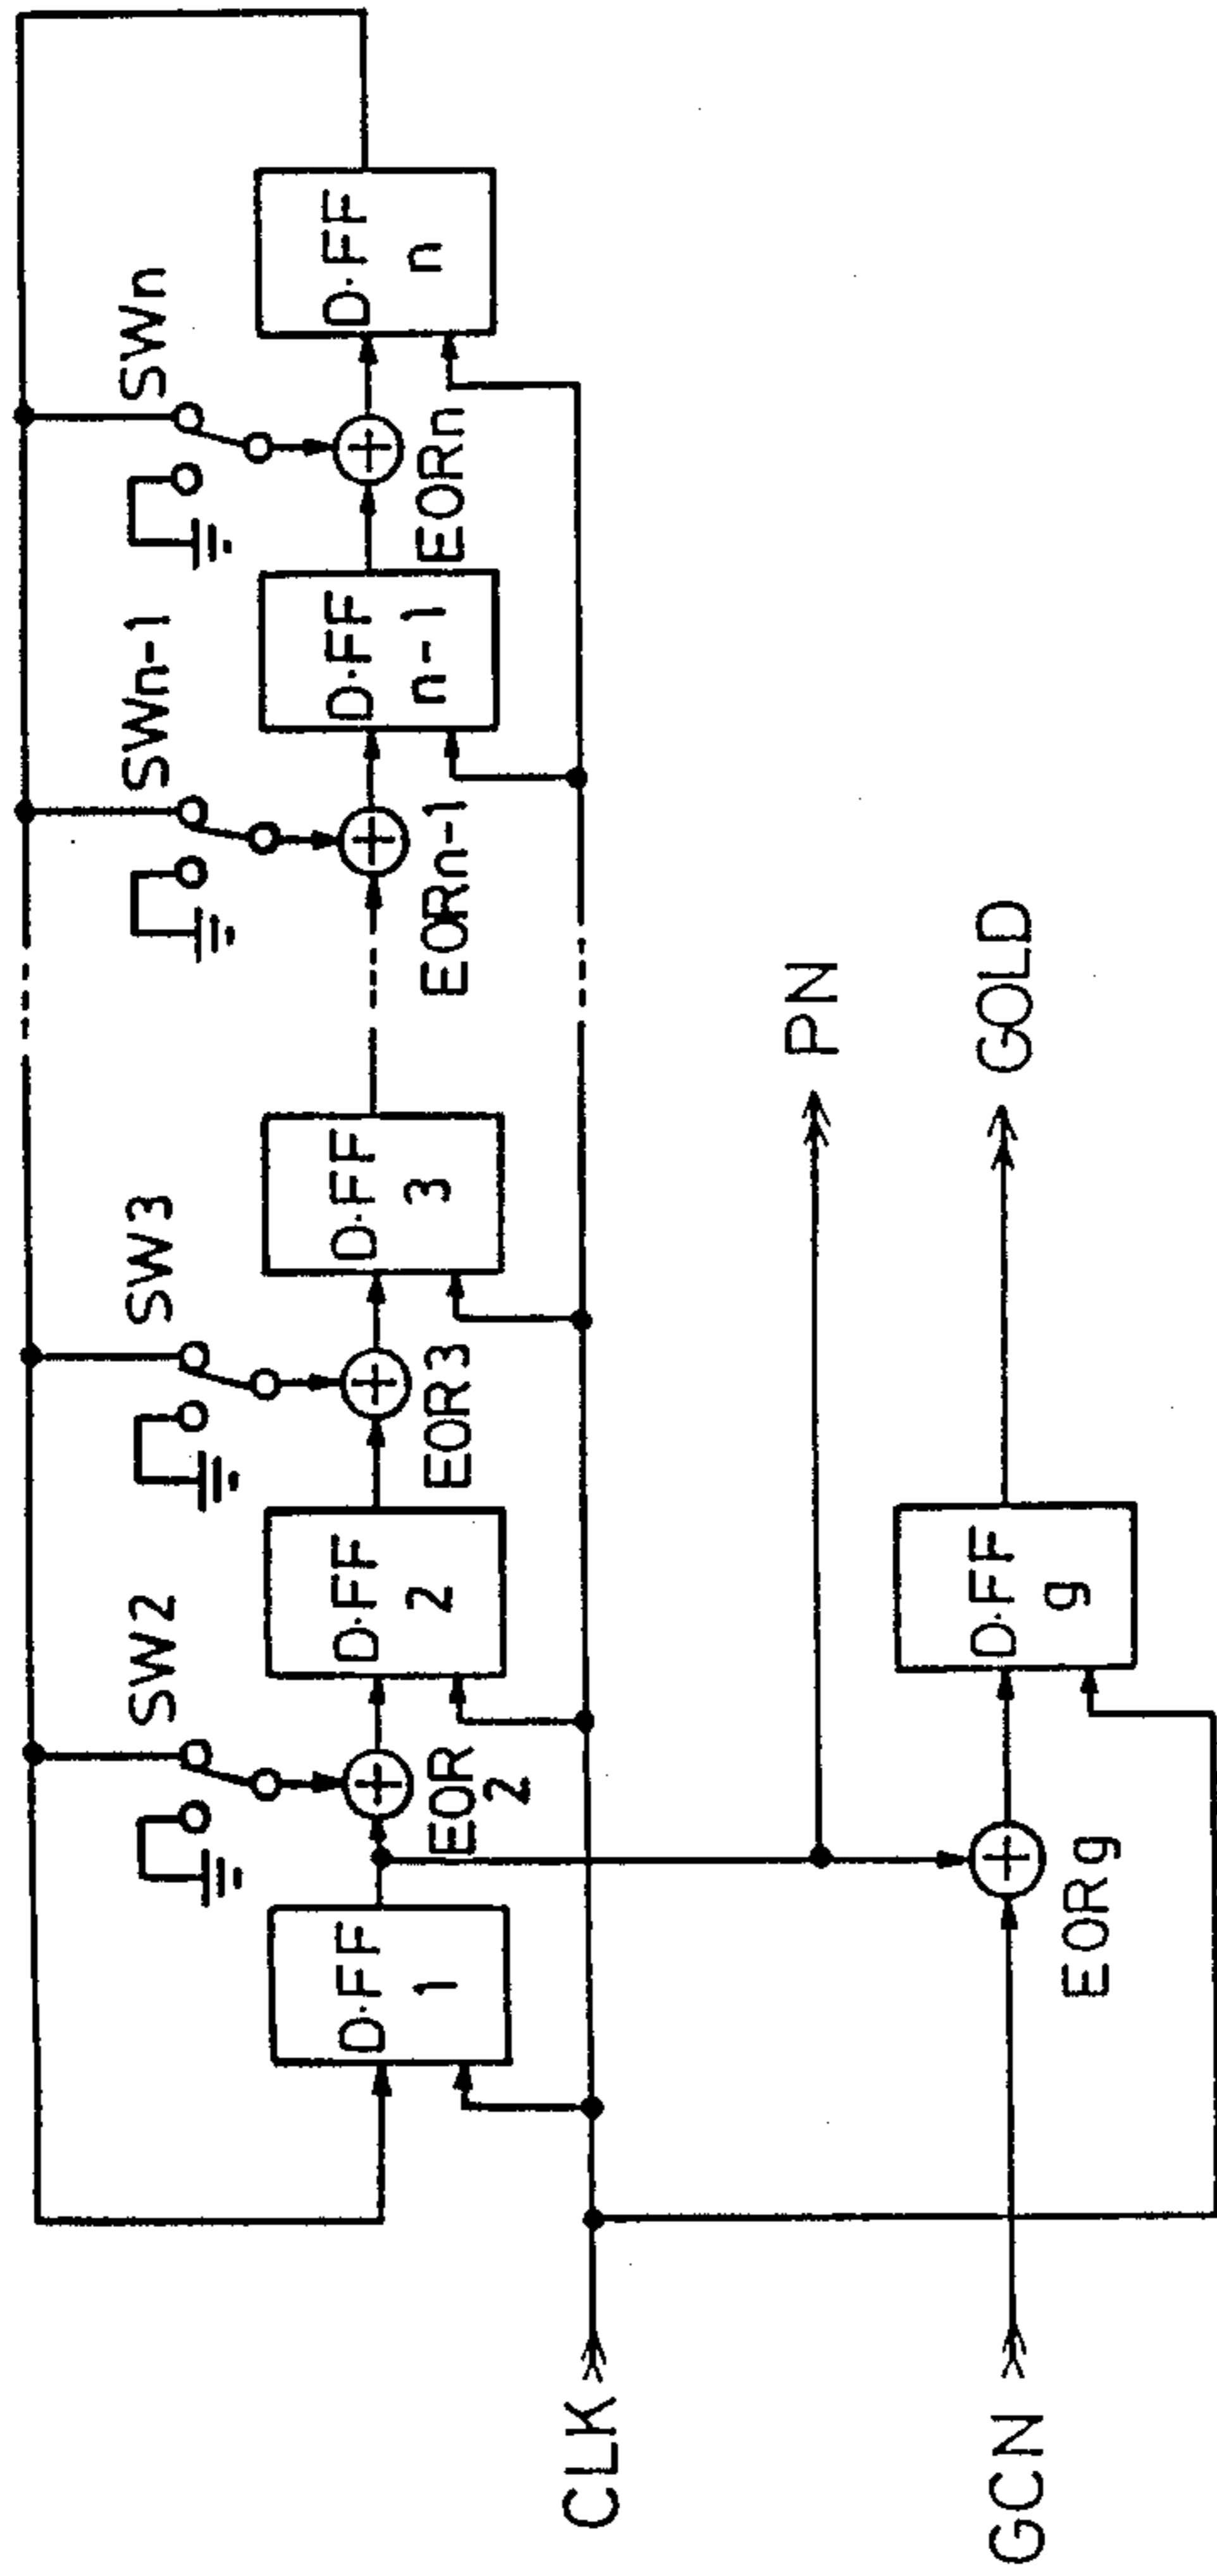 SW2
SW3
SWn-1
SWn
D·FF
1
EOR
2
D·FF
2
EOR3
D·FF
3
EORn-1
D·FF
n-1
EORn
D·FF
n
CLK
PN
GCN
EORg
D·FF
g
GOLD